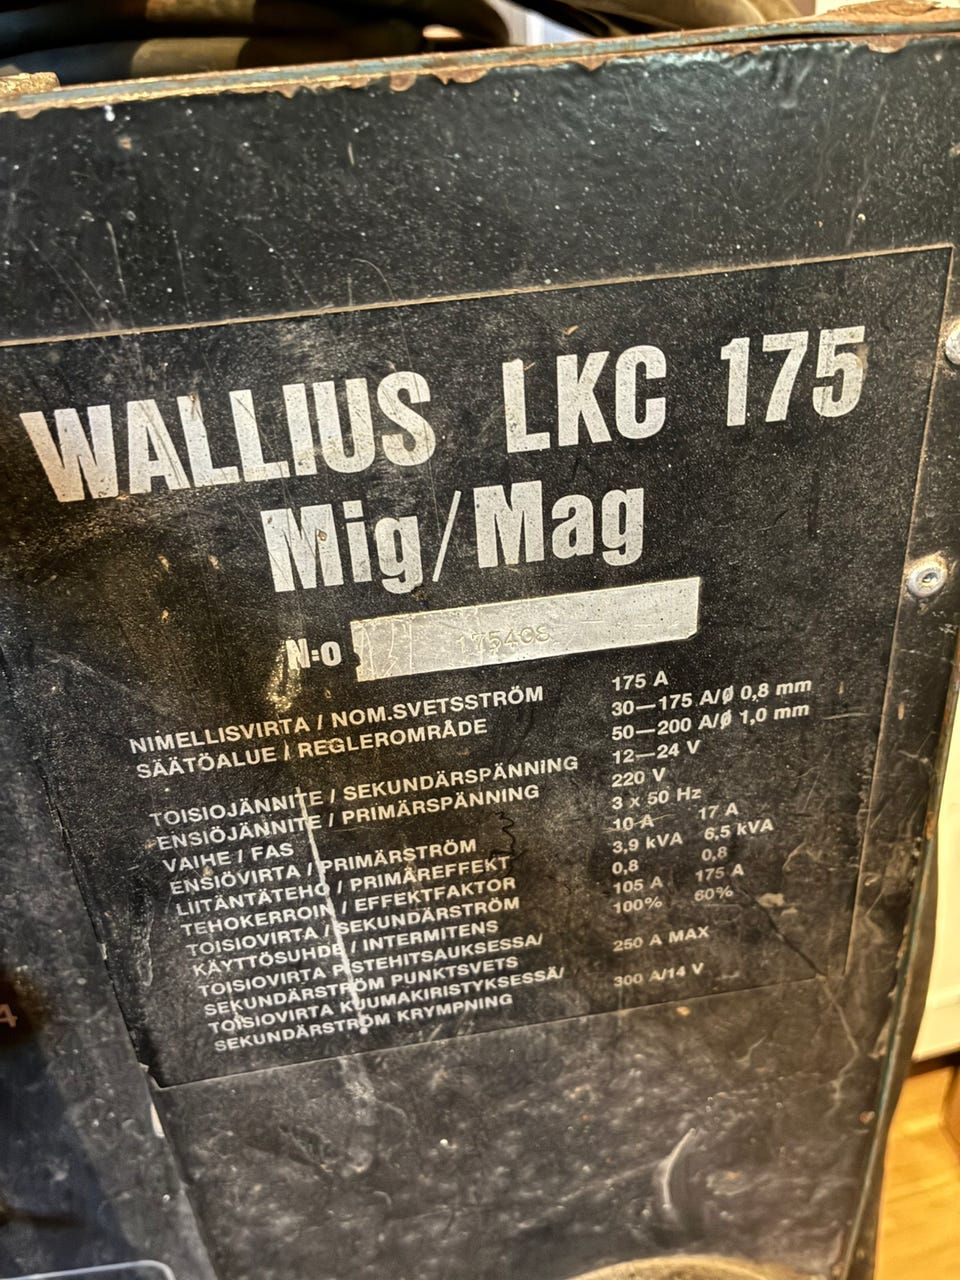 WALLIUS LKC 175
Mig/Mag
N:o 175408
NIMELLISVIRTA / NOM.SVETSSTRÖM 175 A
SÄÄTÖALUE / REGLEROMRÅDE 30—175 A/Ø 0,8 mm
50—200 A/Ø 1,0 mm
TOISIOJÄNNITE / SEKUNDÄRSPÄNNING 12—24 V
ENSIÖJÄNNITE / PRIMÄRSPÄNNING 220 V
VAIHE / FAS 3 x 50 Hz
ENSIÖVIRTA / PRIMÄRSTRÖM 10 A 17 A
LIITÄNTÄTEHO / PRIMÄREFFEKT 3,9 kVA 6,5 kVA
TEHOKERROIN / EFFEKTFAKTOR 0,8 0,8
TOISIOVIRTA / SEKUNDÄRSTRÖM 105 A 175 A
KÄYTTÖSUHDE / INTERMITENS 100% 60%
TOISIOVIRTA PISTEHITSAUKSESSA/
SEKUNDÄRSTRÖM PUNKTSVETS 250 A MAX
TOISIOVIRTA KUUMAKIRISTYKSESSÄ/
SEKUNDÄRSTRÖM KRYMPNING 300 A/14 V
4